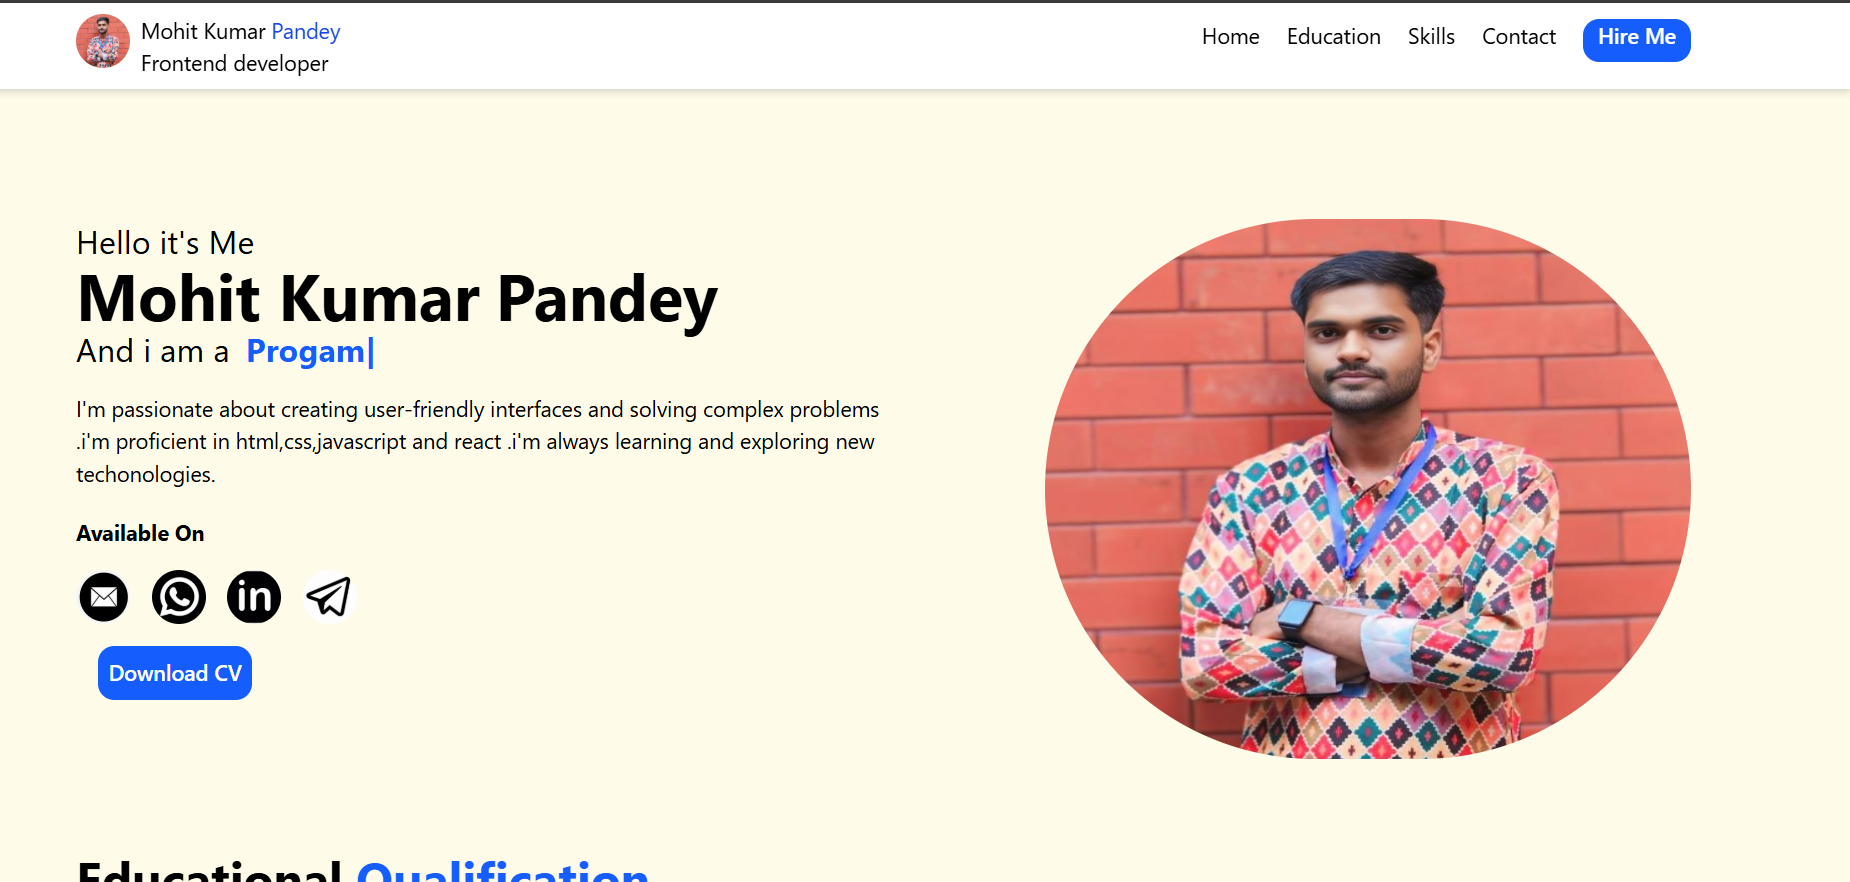 Mohit Kumar Pandey
Frontend developer
Home Education Skills Contact Hire Me
Hello it's Me
Mohit Kumar Pandey
And i am a Progam|
I'm passionate about creating user-friendly interfaces and solving complex problems
.i'm proficient in html,css,javascript and react .i'm always learning and exploring new
techonologies.
Available On
in
Download CV
Educational Qualification